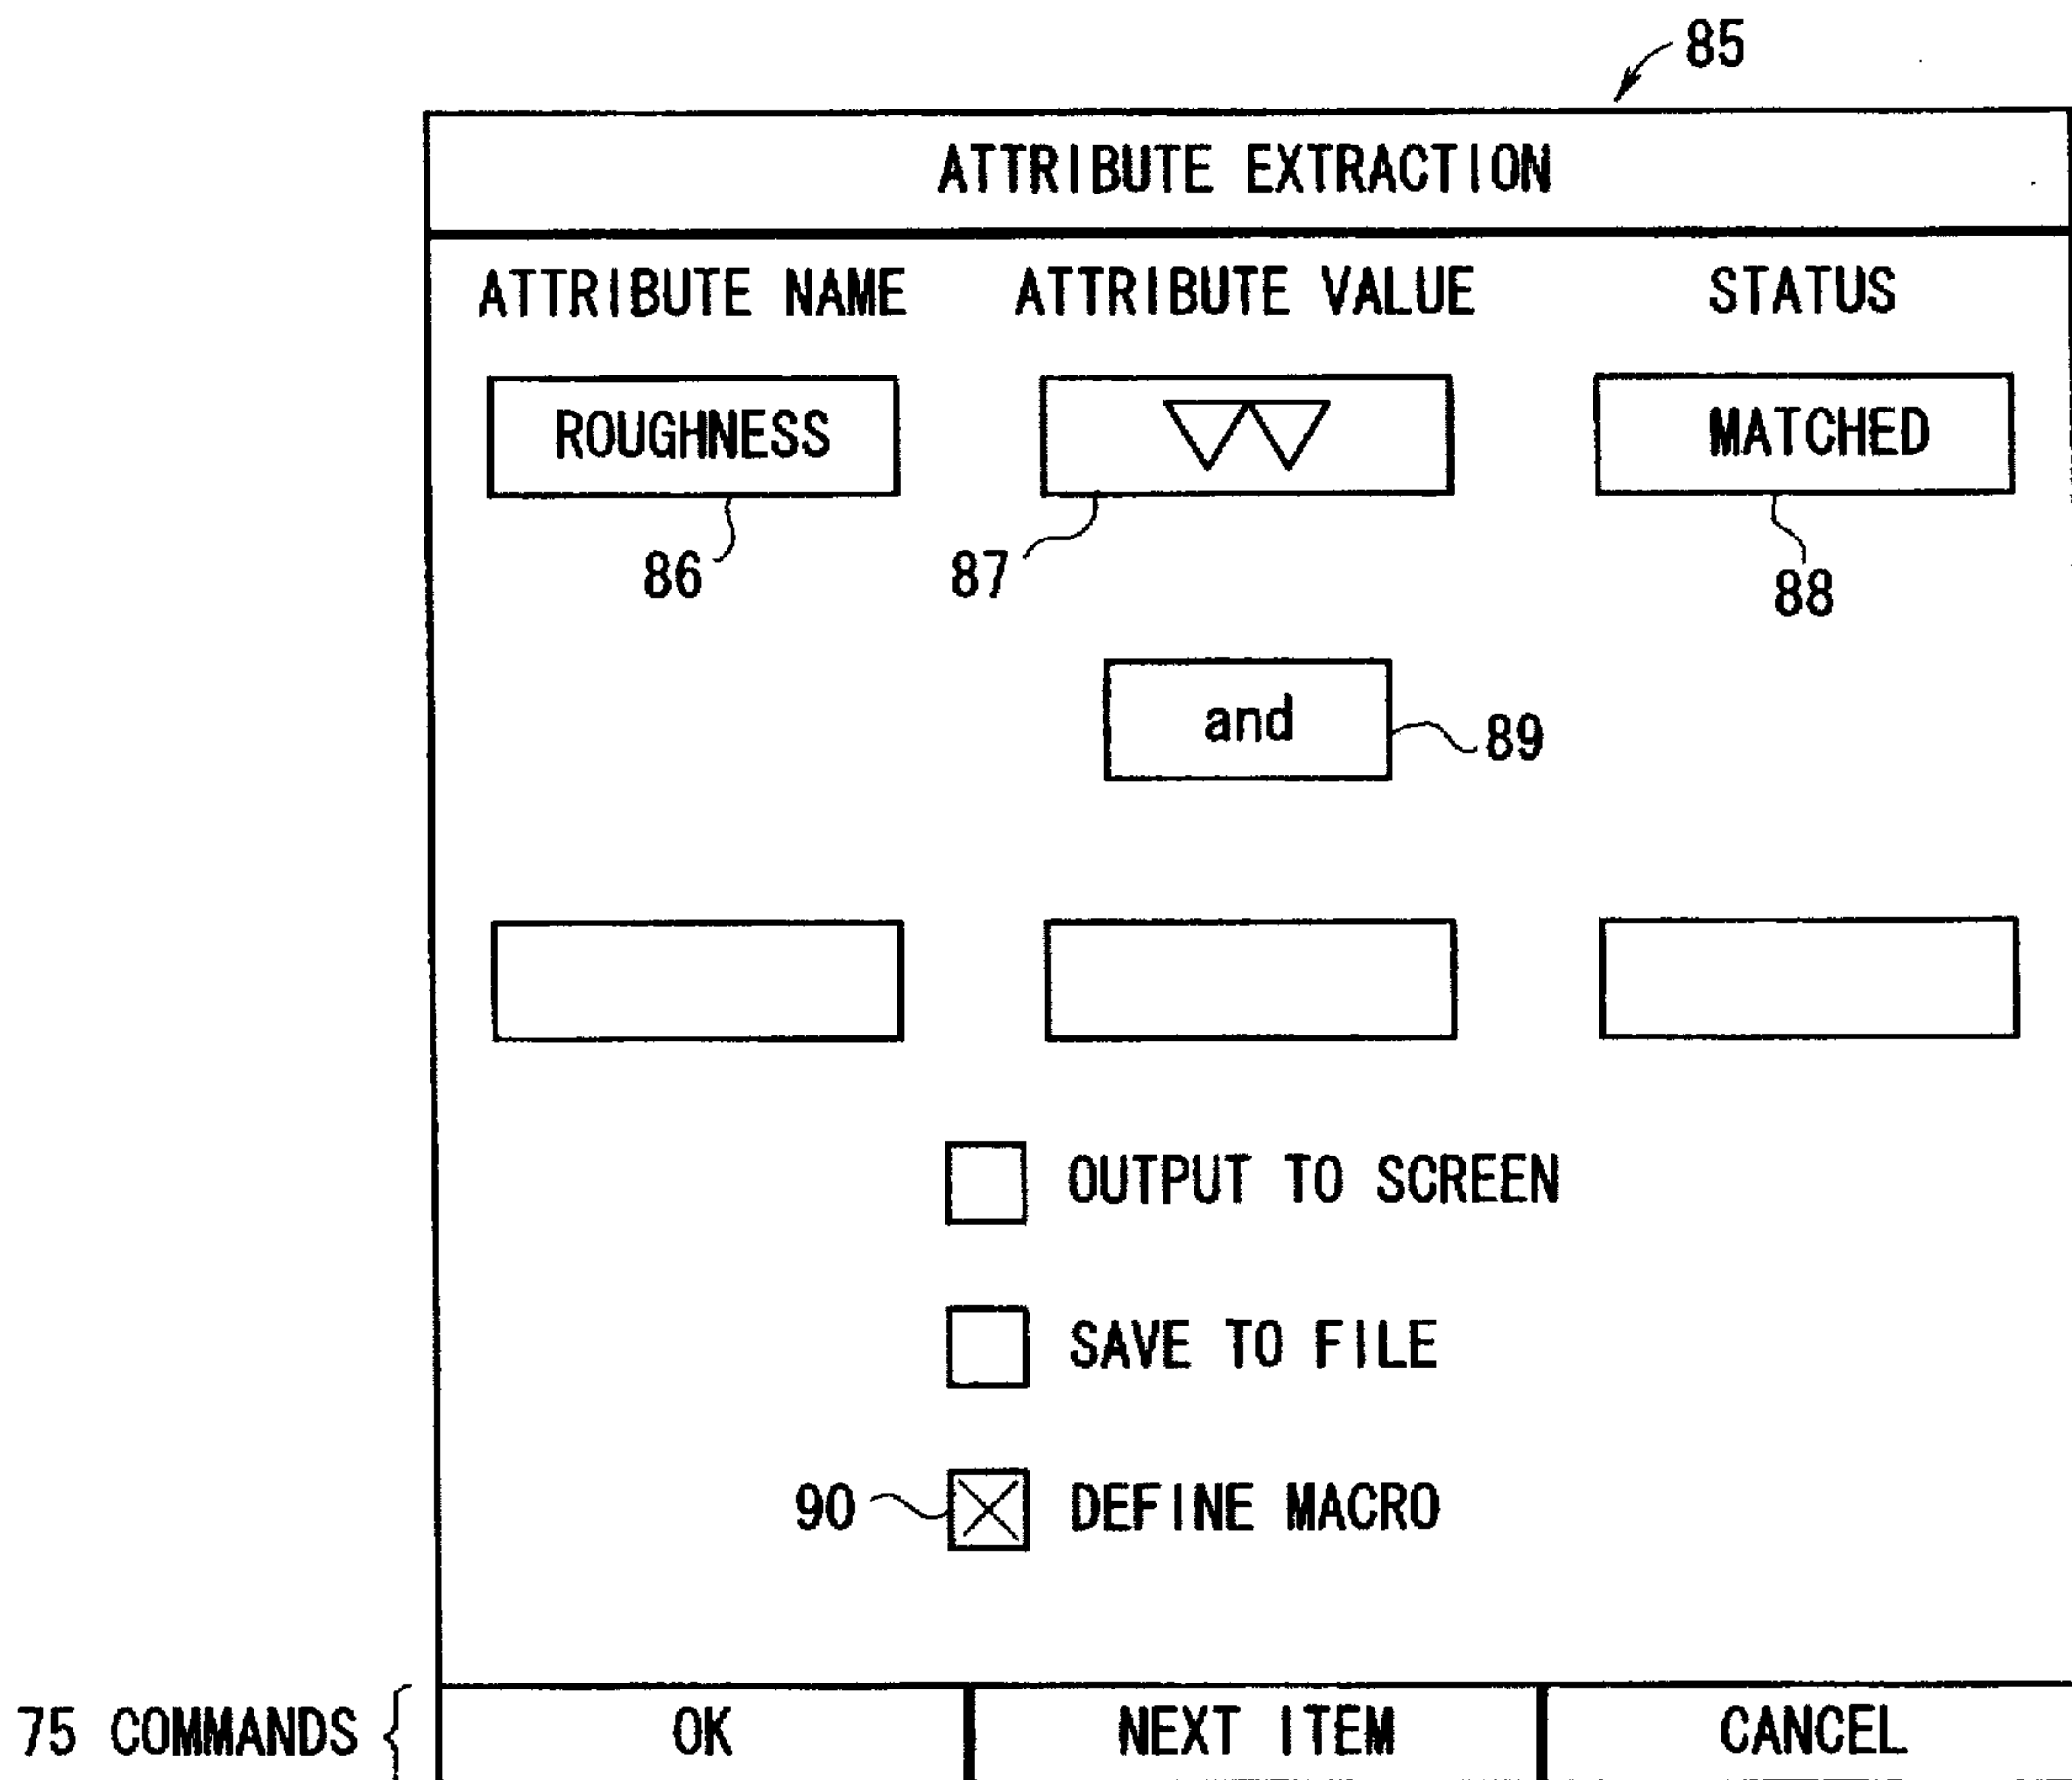 85
ATTRIBUTE EXTRACTION
ATTRIBUTE NAME ATTRIBUTE VALUE STATUS
ROUGHNESS MATCHED
86 87 88
and 89
OUTPUT TO SCREEN
SAVE TO FILE
90 DEFINE MACRO
75 COMMANDS OK NEXT ITEM CANCEL